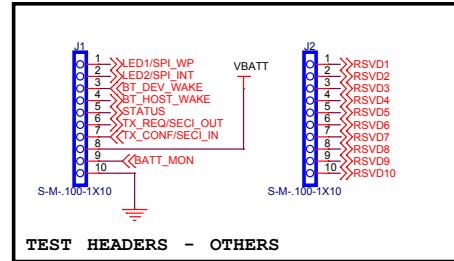 J1
1 LED1/SPI_WP
2 LED2/SPI_INT
3 BT_DEV_WAKE
4 BT_HOST_WAKE
5 STATUS
6 TX_REQ/SECI_OUT
7 TX_CONF/SECI_IN
8
9 BATT_MON
10
S-M-.100-1X10
VBATT
J2
1 RSVD1
2 RSVD2
3 RSVD3
4 RSVD4
5 RSVD5
6 RSVD6
7 RSVD7
8 RSVD8
9 RSVD9
10 RSVD10
S-M-.100-1X10
TEST HEADERS - OTHERS